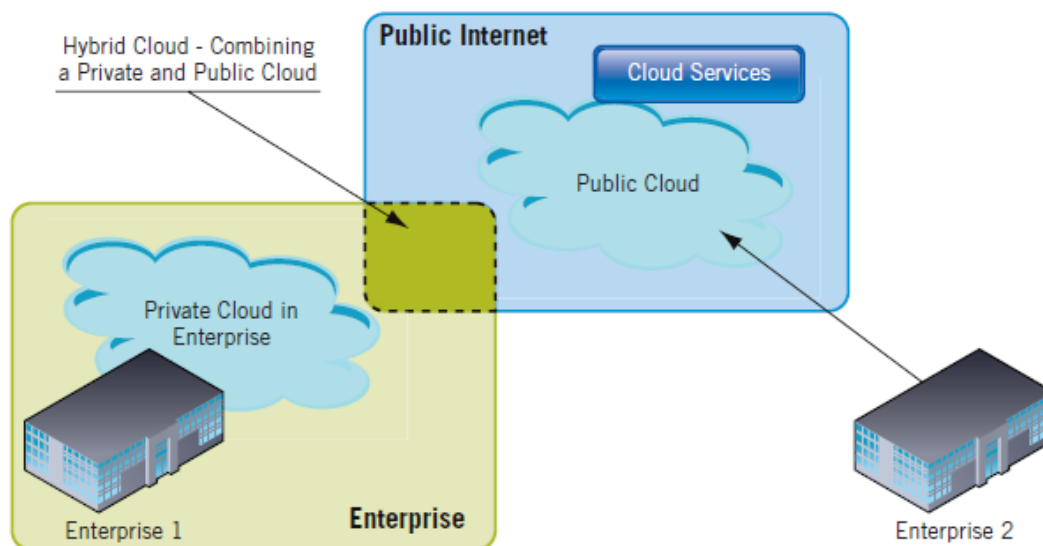 Hybrid Cloud - Combining
a Private and Public Cloud
Public Internet
Cloud Services
Public Cloud
Private Cloud in
Enterprise
Enterprise 1
Enterprise
Enterprise 2